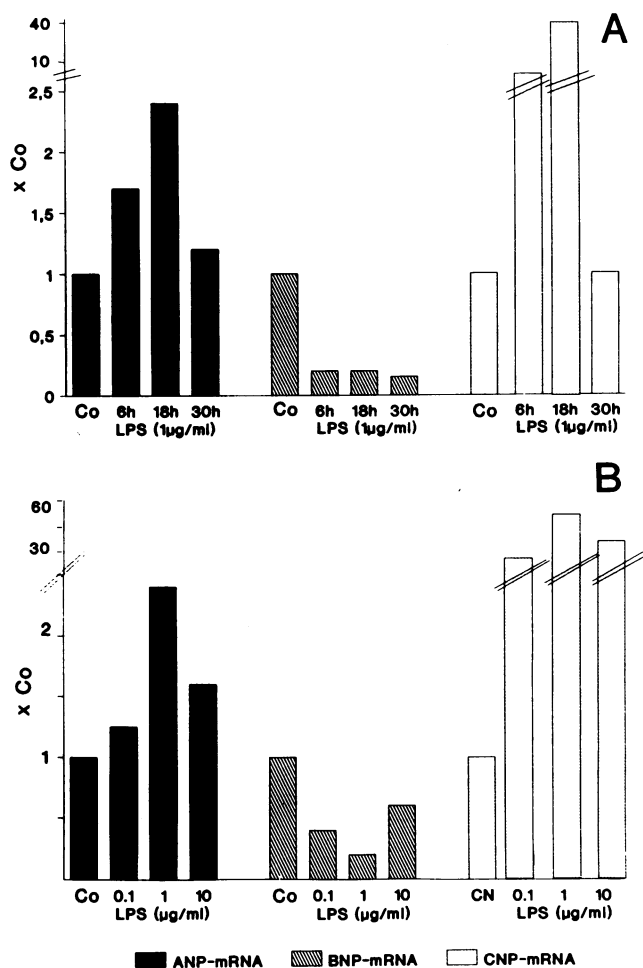 A
40
10
2,5
2
1,5
1
0,5
0
x Co
Co 6h 18h 30h Co 6h 18h 30h Co 6h 18h 30h
LPS (1µg/ml) LPS (1µg/ml) LPS (1µg/ml)
B
60
30
2
1
x Co
Co 0.1 1 10 Co 0.1 1 10 CN 0.1 1 10
LPS (µg/ml) LPS (µg/ml) LPS (µg/ml)
ANP-mRNA BNP-mRNA CNP-mRNA